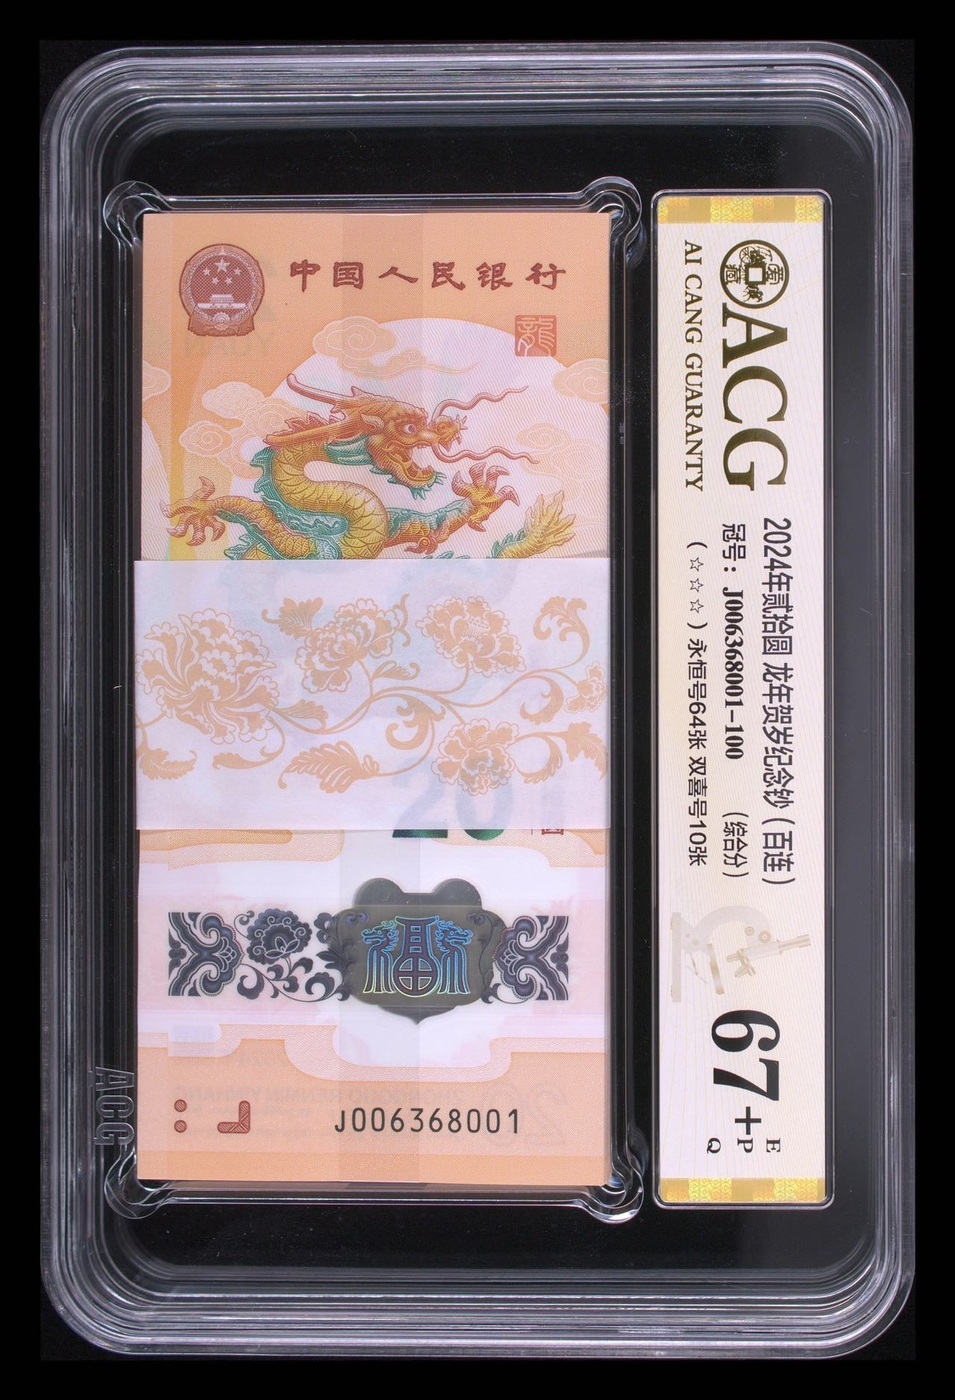 中国人民银行
龍
20
J006368001
ACG
AI CANG GUARANTY
2024年贰拾圆 龙年贺岁纪念钞（百连）
冠号：J006368001-100 （综合分）
（☆☆☆）永恒号64张 双喜号10张
67+
E
P
Q
ACG